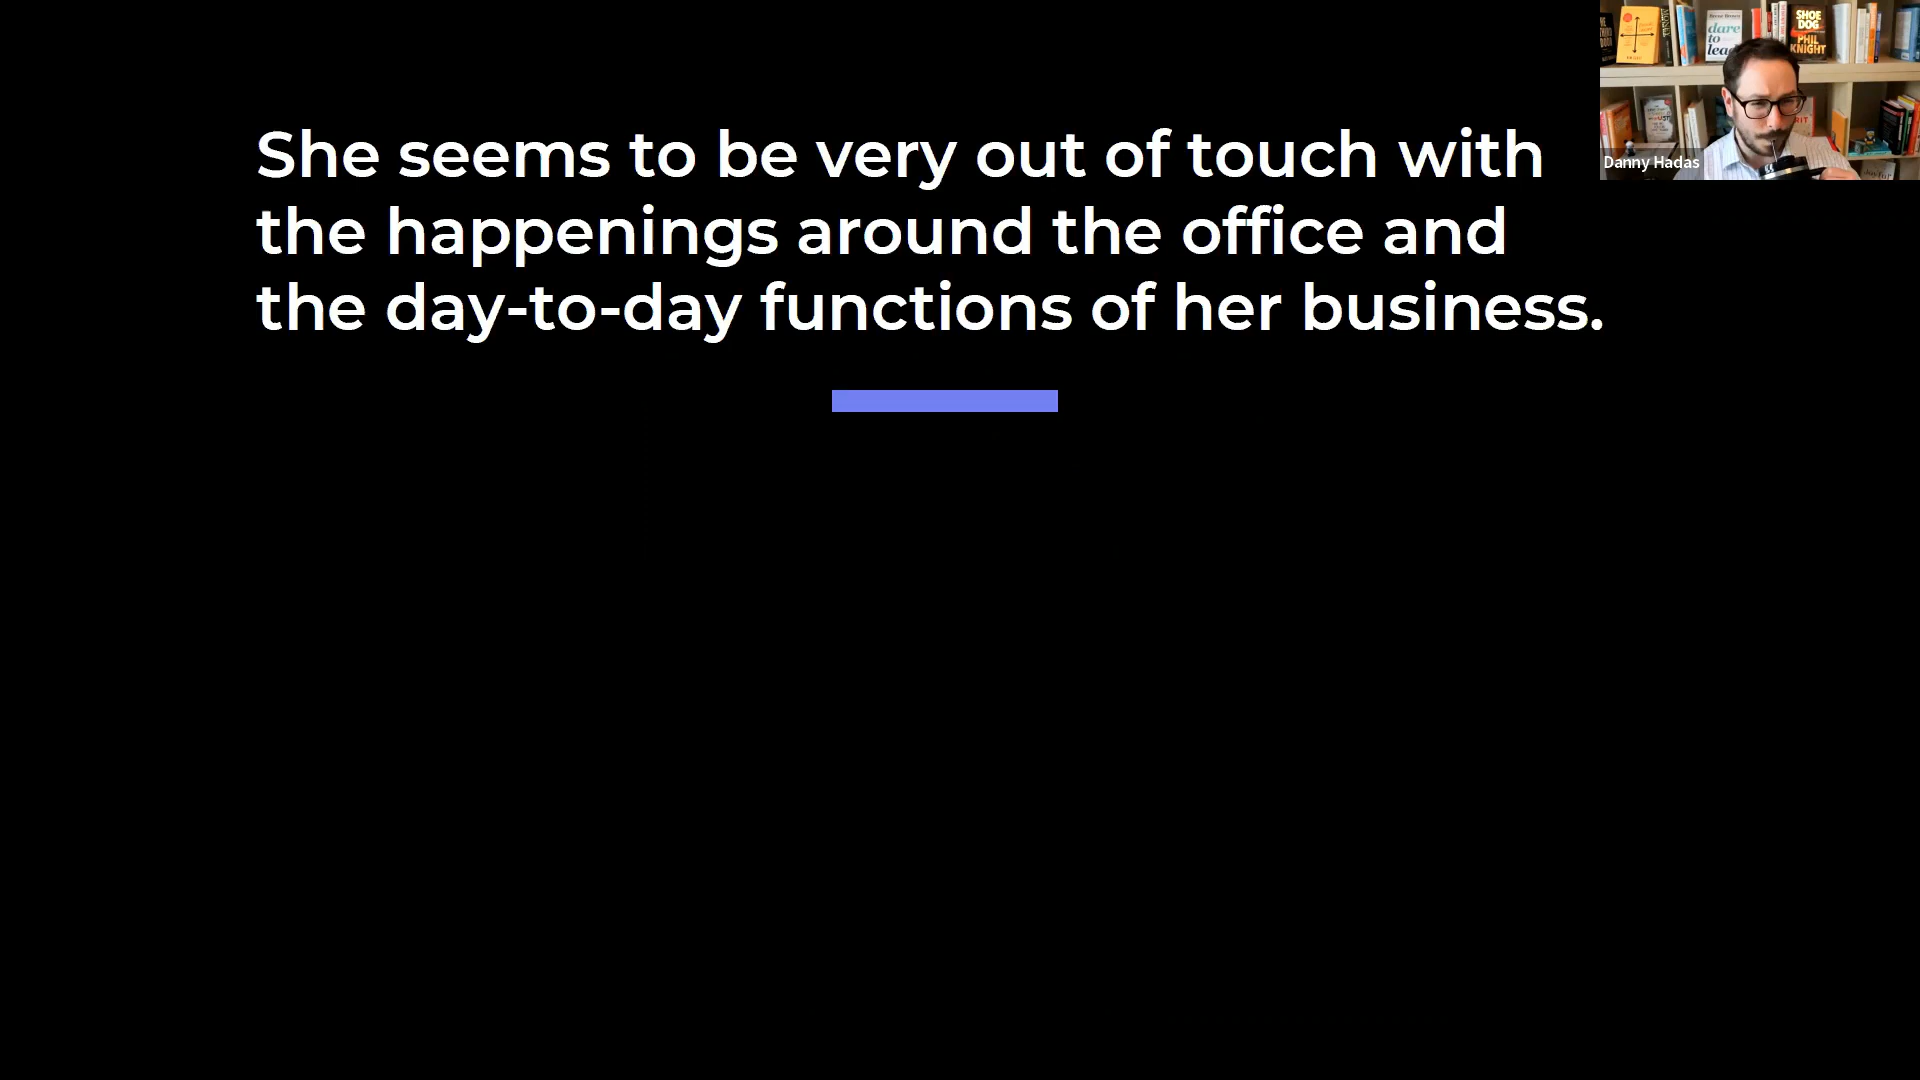 She seems to be very out of touch with
the happenings around the office and
the day-to-day functions of her business.
Danny Hadas
dare
to
lead
SHOE
DOG
PHIL
KNIGHT